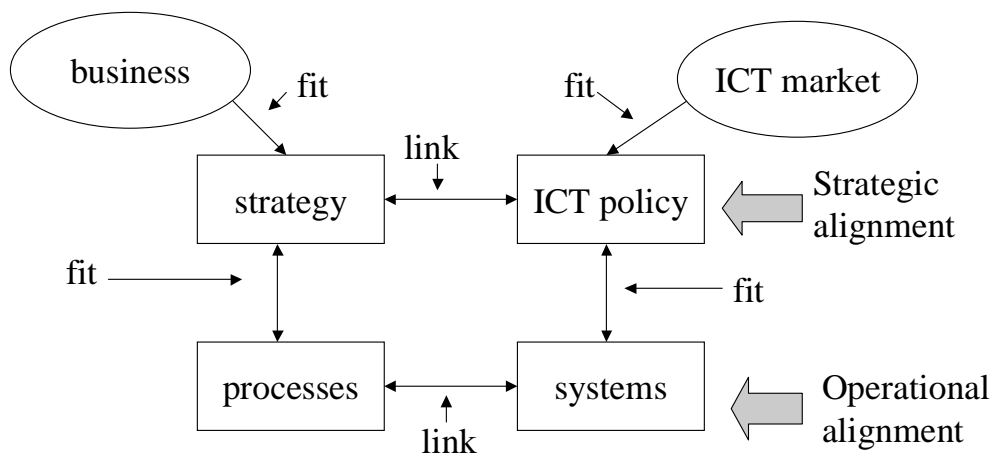 business
fit
fit
ICT market
link
strategy
ICT policy
Strategic
alignment
fit
fit
processes
systems
link
Operational
alignment